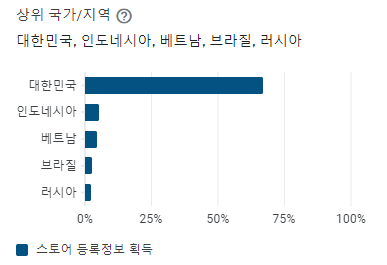 상위 국가/지역 ?
대한민국, 인도네시아, 베트남, 브라질, 러시아
대한민국
인도네시아
베트남
브라질
러시아
0% 25% 50% 75% 100%
스토어 등록정보 획득